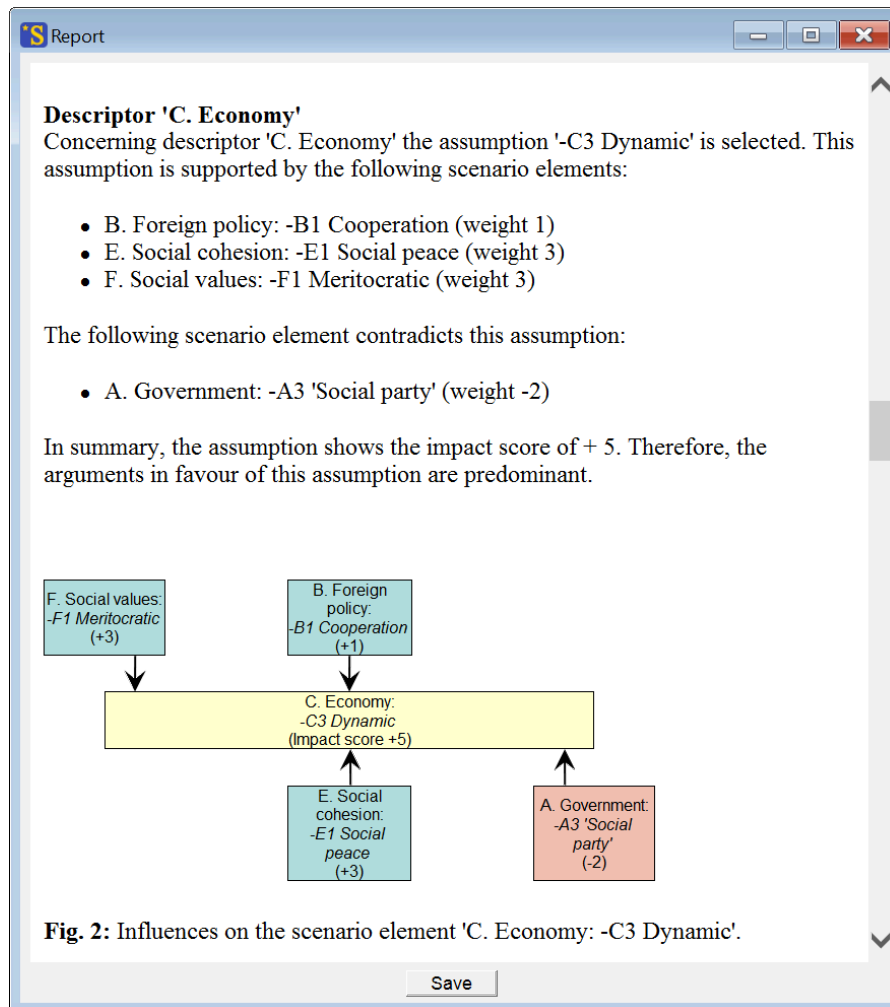 S Report
Descriptor 'C. Economy'
Concerning descriptor 'C. Economy' the assumption '-C3 Dynamic' is selected. This
assumption is supported by the following scenario elements:
• B. Foreign policy: -B1 Cooperation (weight 1)
• E. Social cohesion: -E1 Social peace (weight 3)
• F. Social values: -F1 Meritocratic (weight 3)
The following scenario element contradicts this assumption:
• A. Government: -A3 'Social party' (weight -2)
In summary, the assumption shows the impact score of + 5. Therefore, the
arguments in favour of this assumption are predominant.
F. Social values:
-F1 Meritocratic
(+3)
B. Foreign
policy:
-B1 Cooperation
(+1)
C. Economy:
-C3 Dynamic
(Impact score +5)
E. Social
cohesion:
-E1 Social
peace
(+3)
A. Government:
-A3 'Social
party'
(-2)
Fig. 2: Influences on the scenario element 'C. Economy: -C3 Dynamic'.
Save